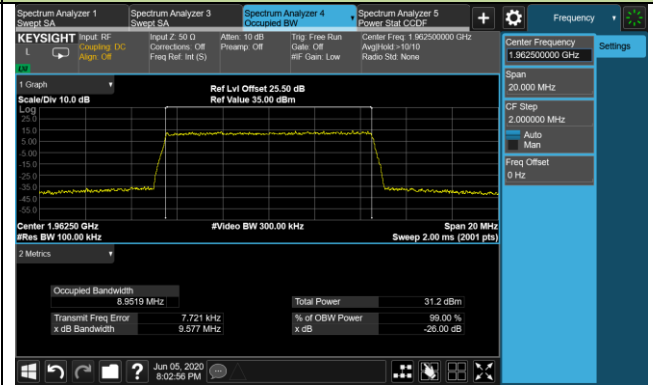 Spectrum Analyzer 1
Swept SA
Spectrum Analyzer 3
Swept SA
Spectrum Analyzer 4
Occupied BW
Spectrum Analyzer 5
Power Stat CCDF
Frequency
KEYSIGHT
L
Input: RF
Coupling: DC
Align: Off
Input Z: 50 Ω
Corrections: Off
Freq Ref: Int (S)
Atten: 10 dB
Preamp: Off
Trig: Free Run
Gate: Off
#IF Gain: Low
Center Freq: 1.962500000 GHz
Avg|Hold:>10/10
Radio Std: None
Center Frequency
1.962500000 GHz
Settings
Span
20.000 MHz
CF Step
2.000000 MHz
Auto
Man
Freq Offset
0 Hz
1 Graph
Scale/Div 10.0 dB
Ref Lvl Offset 25.50 dB
Ref Value 35.00 dBm
Log
25.0
15.0
5.00
-5.00
-15.0
-25.0
-35.0
-45.0
-55.0
Center 1.96250 GHz
#Res BW 100.00 kHz
#Video BW 300.00 kHz
Span 20 MHz
Sweep 2.00 ms (2001 pts)
2 Metrics
Occupied Bandwidth
8.9519 MHz
Total Power
31.2 dBm
Transmit Freq Error
7.721 kHz
% of OBW Power
99.00 %
x dB Bandwidth
9.577 MHz
x dB
-26.00 dB
Jun 05, 2020
8:02:56 PM